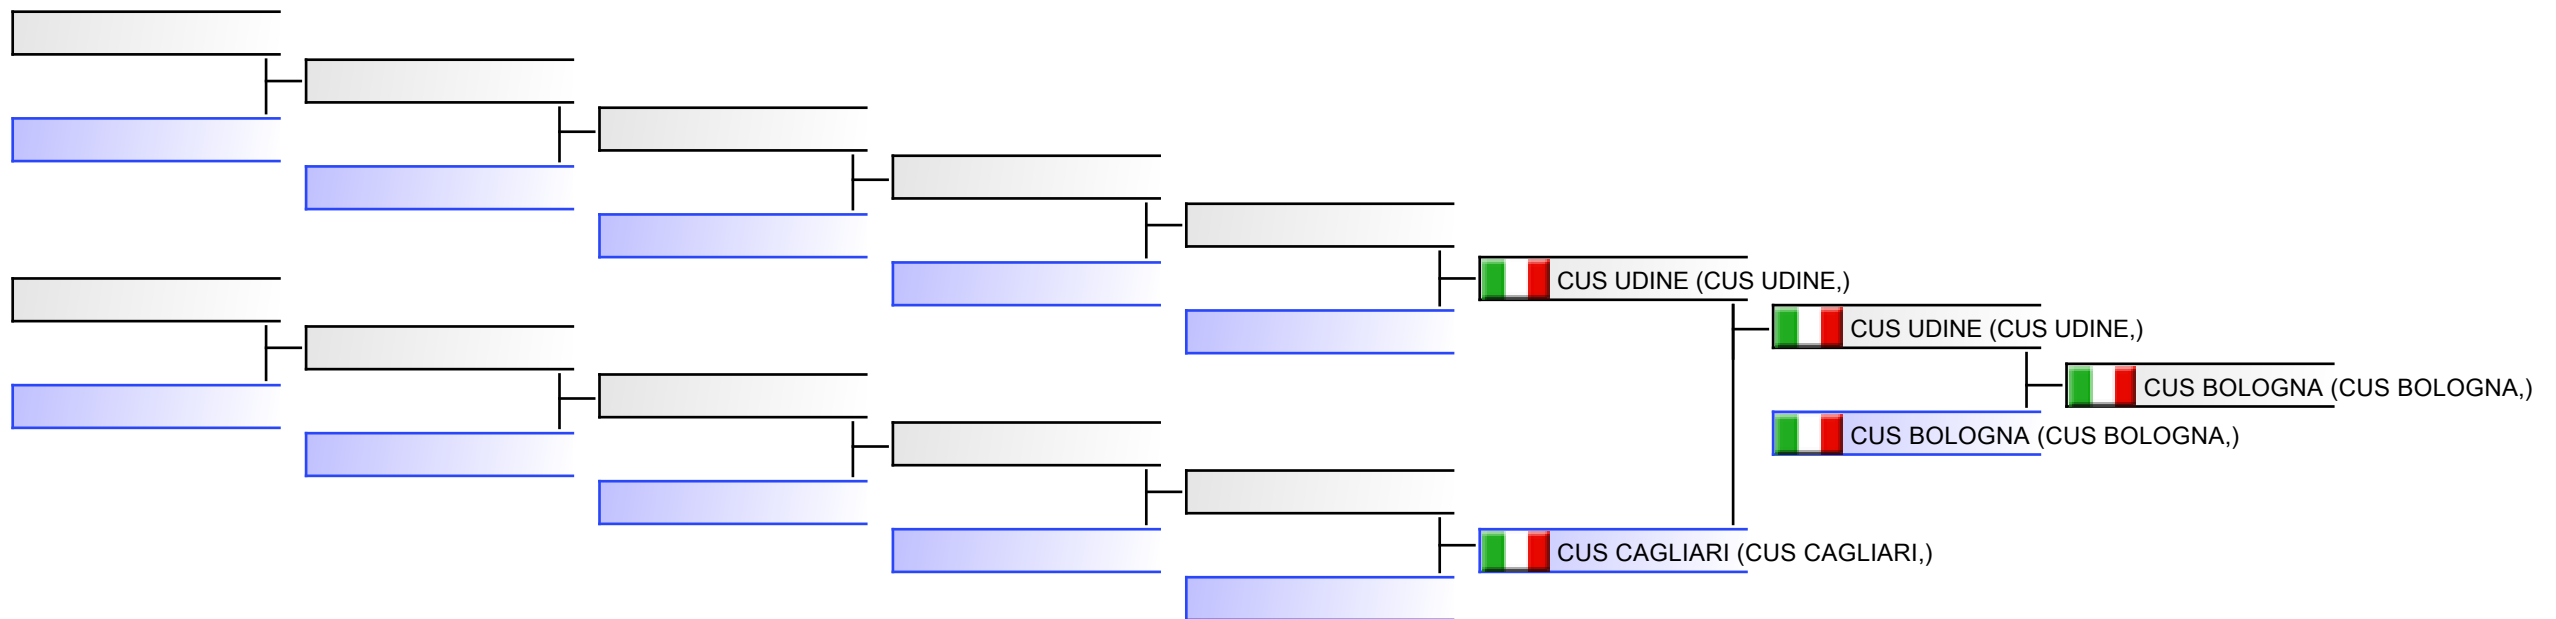 CUS UDINE (CUS UDINE,)
CUS UDINE (CUS UDINE,)
CUS BOLOGNA (CUS BOLOGNA,)
CUS BOLOGNA (CUS BOLOGNA,)
CUS CAGLIARI (CUS CAGLIARI,)